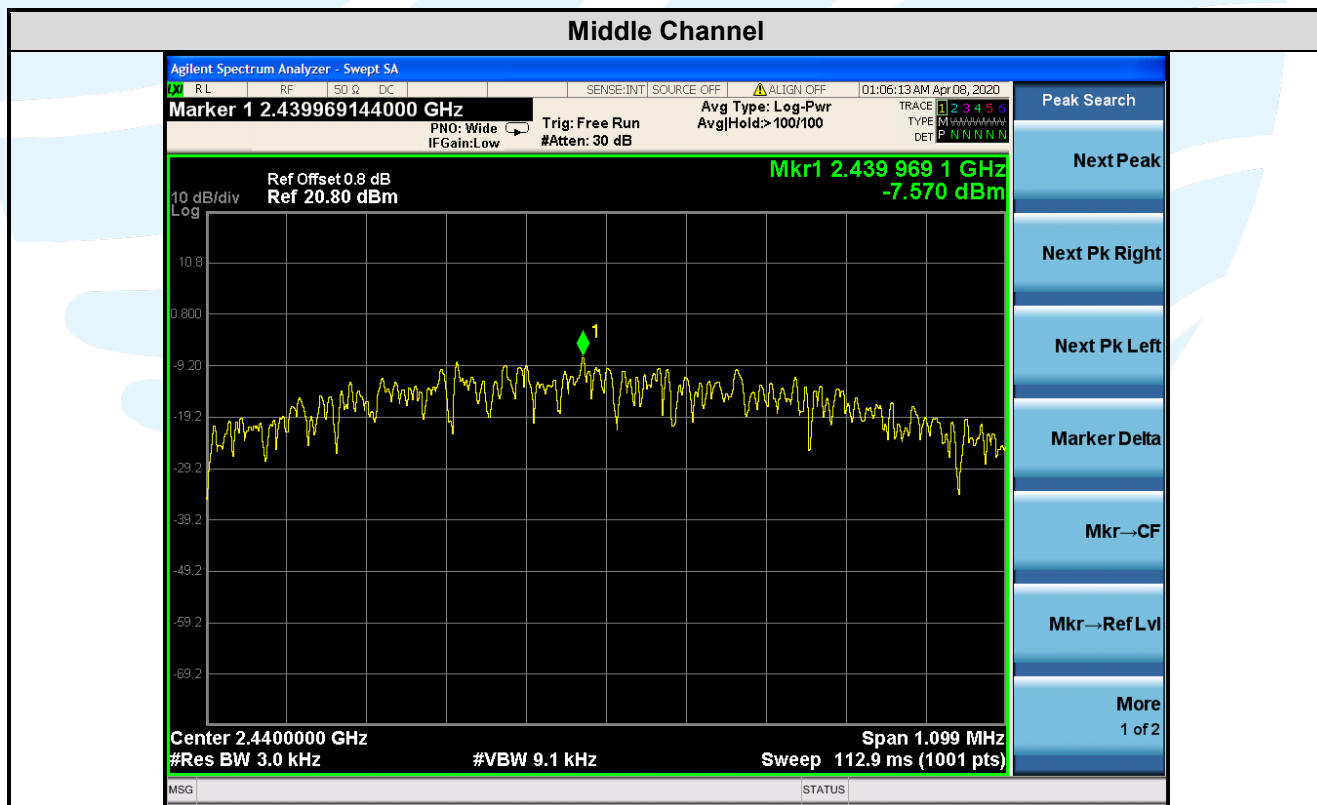 Middle Channel
Agilent Spectrum Analyzer - Swept SA
LXI RL RF 50 Ω DC SENSE:INT SOURCE OFF ALIGN OFF 01:06:13 AM Apr 08, 2020
Marker 1 2.439969144000 GHz
PNO: Wide
IFGain:Low
Trig: Free Run
#Atten: 30 dB
Avg Type: Log-Pwr
Avg|Hold:>100/100
TRACE 1 2 3 4 5 6
TYPE M WWWWW
DET P N N N N N
Mkr1 2.439 969 1 GHz
-7.570 dBm
Ref Offset 0.8 dB
10 dB/div Ref 20.80 dBm
Log
10.8
0.800
-9.20
-19.2
-29.2
-39.2
-49.2
-59.2
-69.2
1
Center 2.4400000 GHz Span 1.099 MHz
#Res BW 3.0 kHz #VBW 9.1 kHz Sweep 112.9 ms (1001 pts)
MSG STATUS
Peak Search
Next Peak
Next Pk Right
Next Pk Left
Marker Delta
Mkr→CF
Mkr→Ref Lvl
More
1 of 2